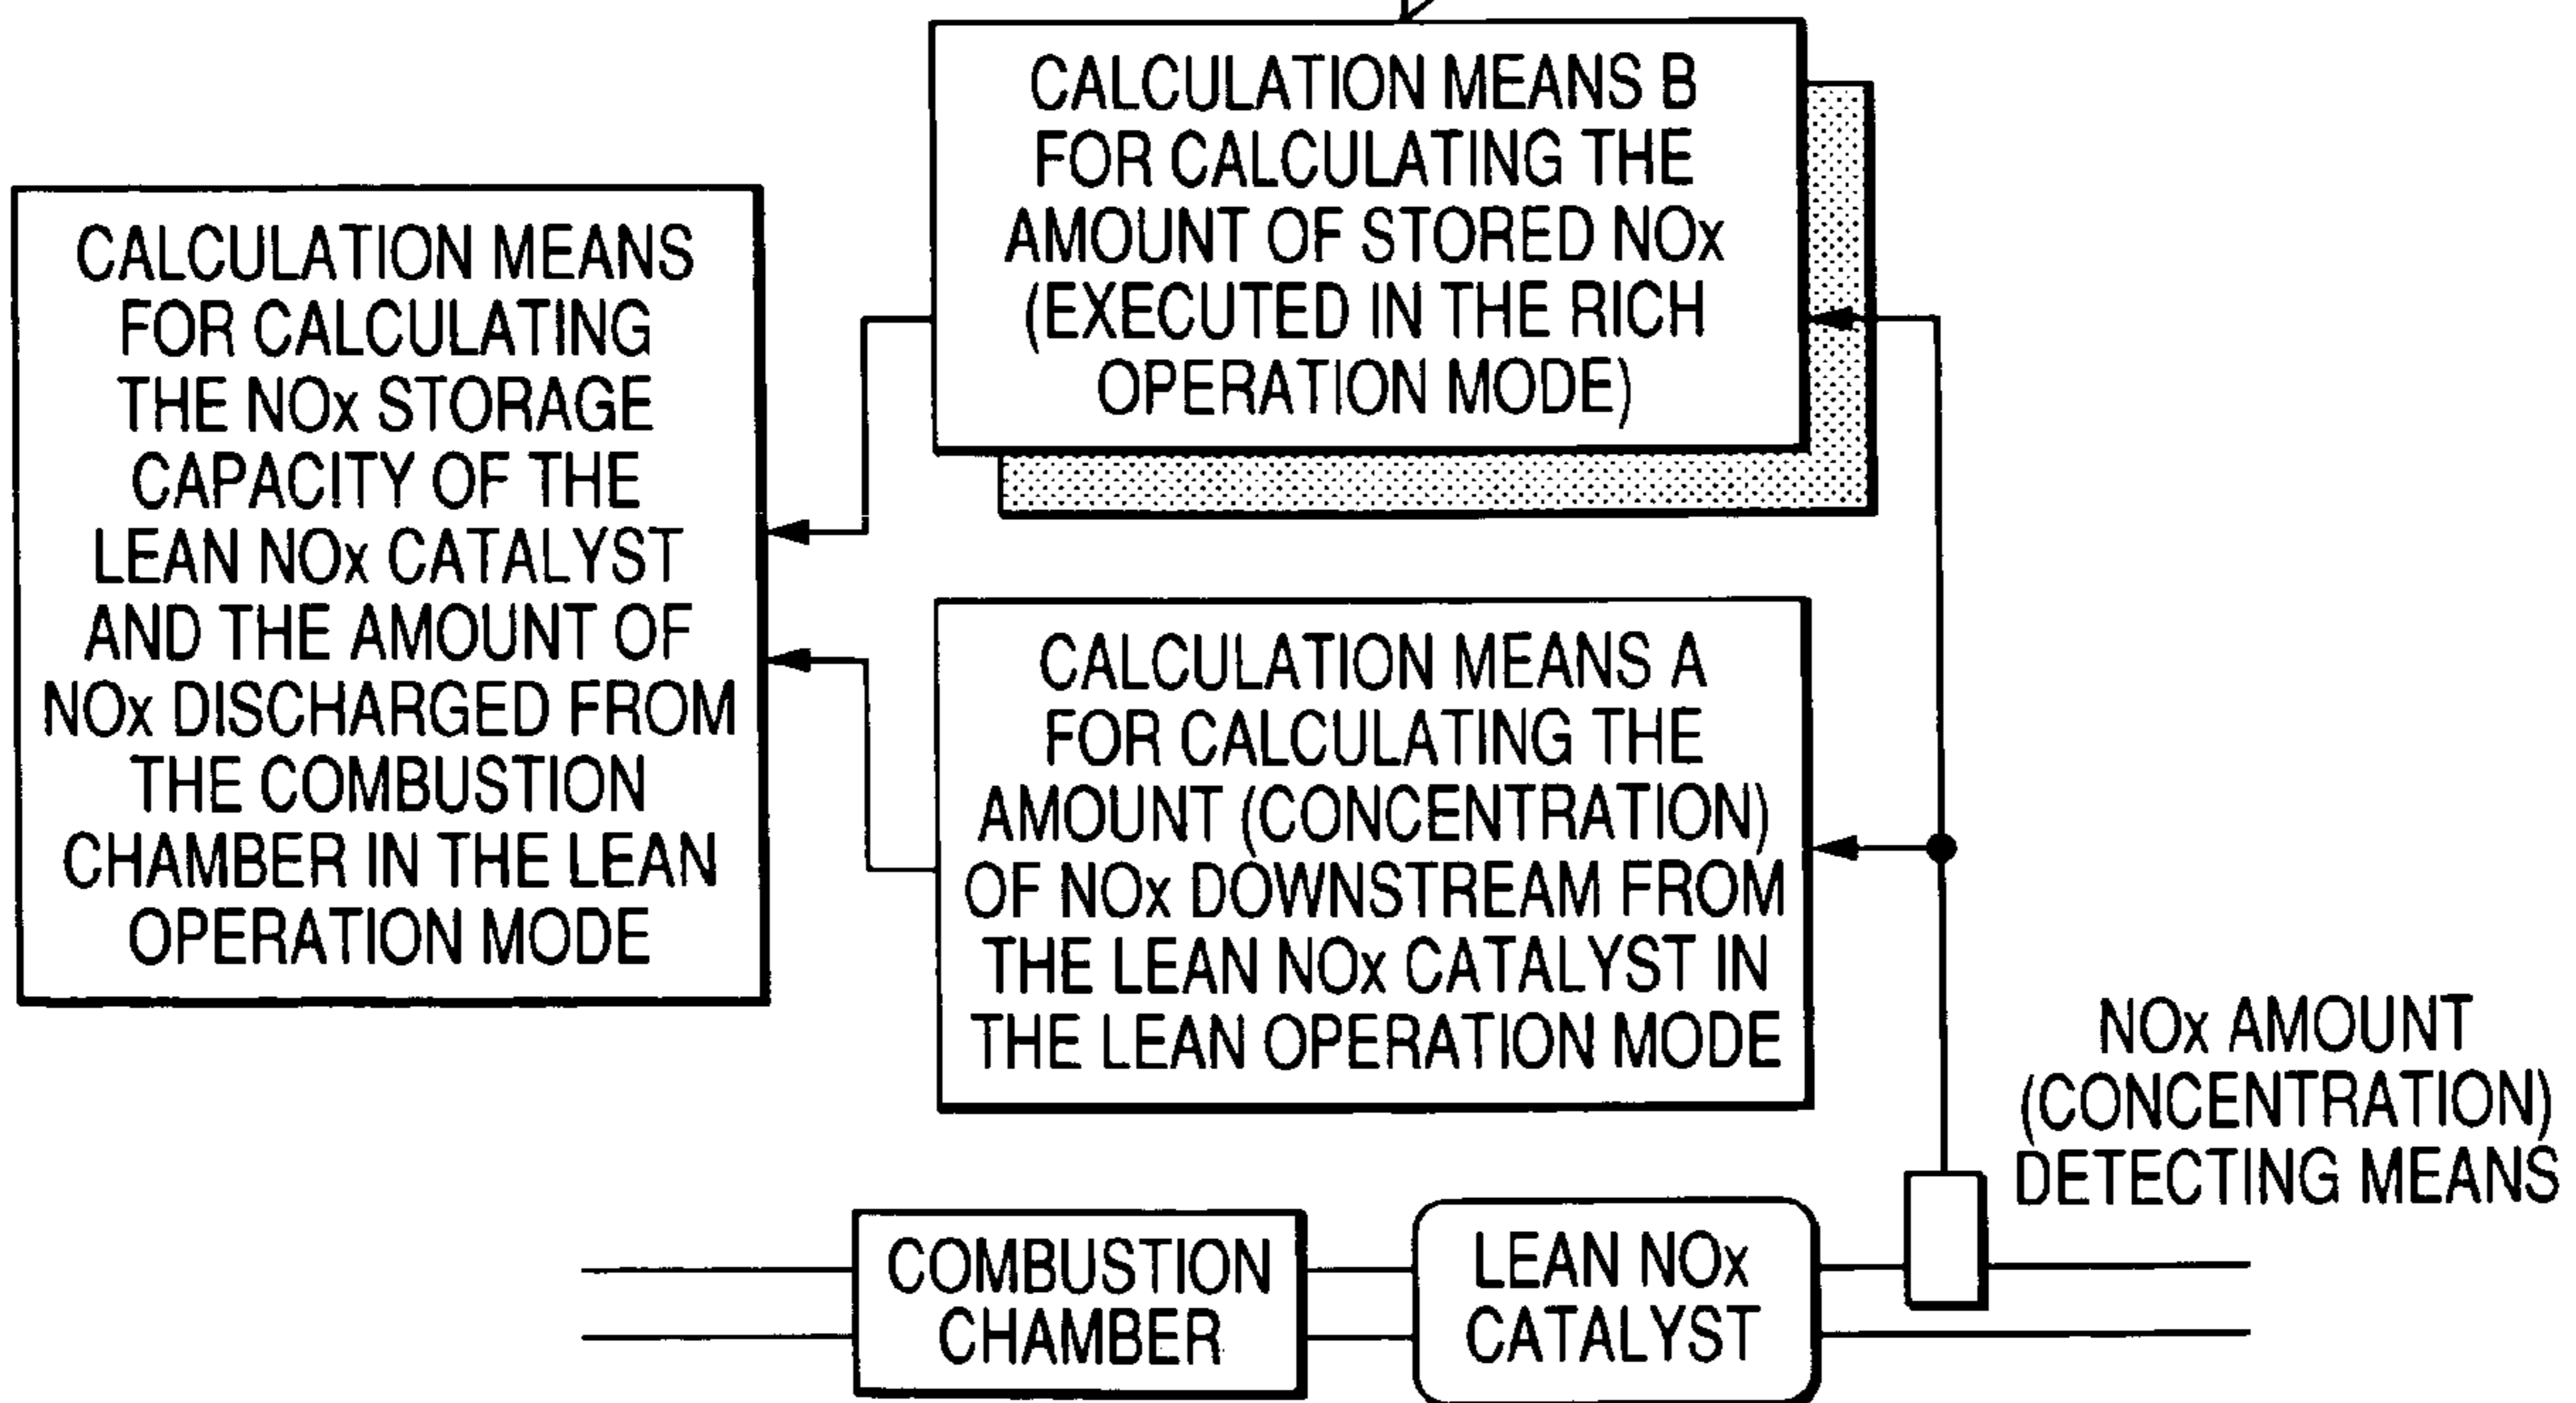 CALCULATION MEANS B
FOR CALCULATING THE
AMOUNT OF STORED NOx
(EXECUTED IN THE RICH
OPERATION MODE)
CALCULATION MEANS
FOR CALCULATING
THE NOx STORAGE
CAPACITY OF THE
LEAN NOx CATALYST
AND THE AMOUNT OF
NOx DISCHARGED FROM
THE COMBUSTION
CHAMBER IN THE LEAN
OPERATION MODE
CALCULATION MEANS A
FOR CALCULATING THE
AMOUNT (CONCENTRATION)
OF NOx DOWNSTREAM FROM
THE LEAN NOx CATALYST IN
THE LEAN OPERATION MODE
NOx AMOUNT
(CONCENTRATION)
DETECTING MEANS
COMBUSTION
CHAMBER
LEAN NOx
CATALYST